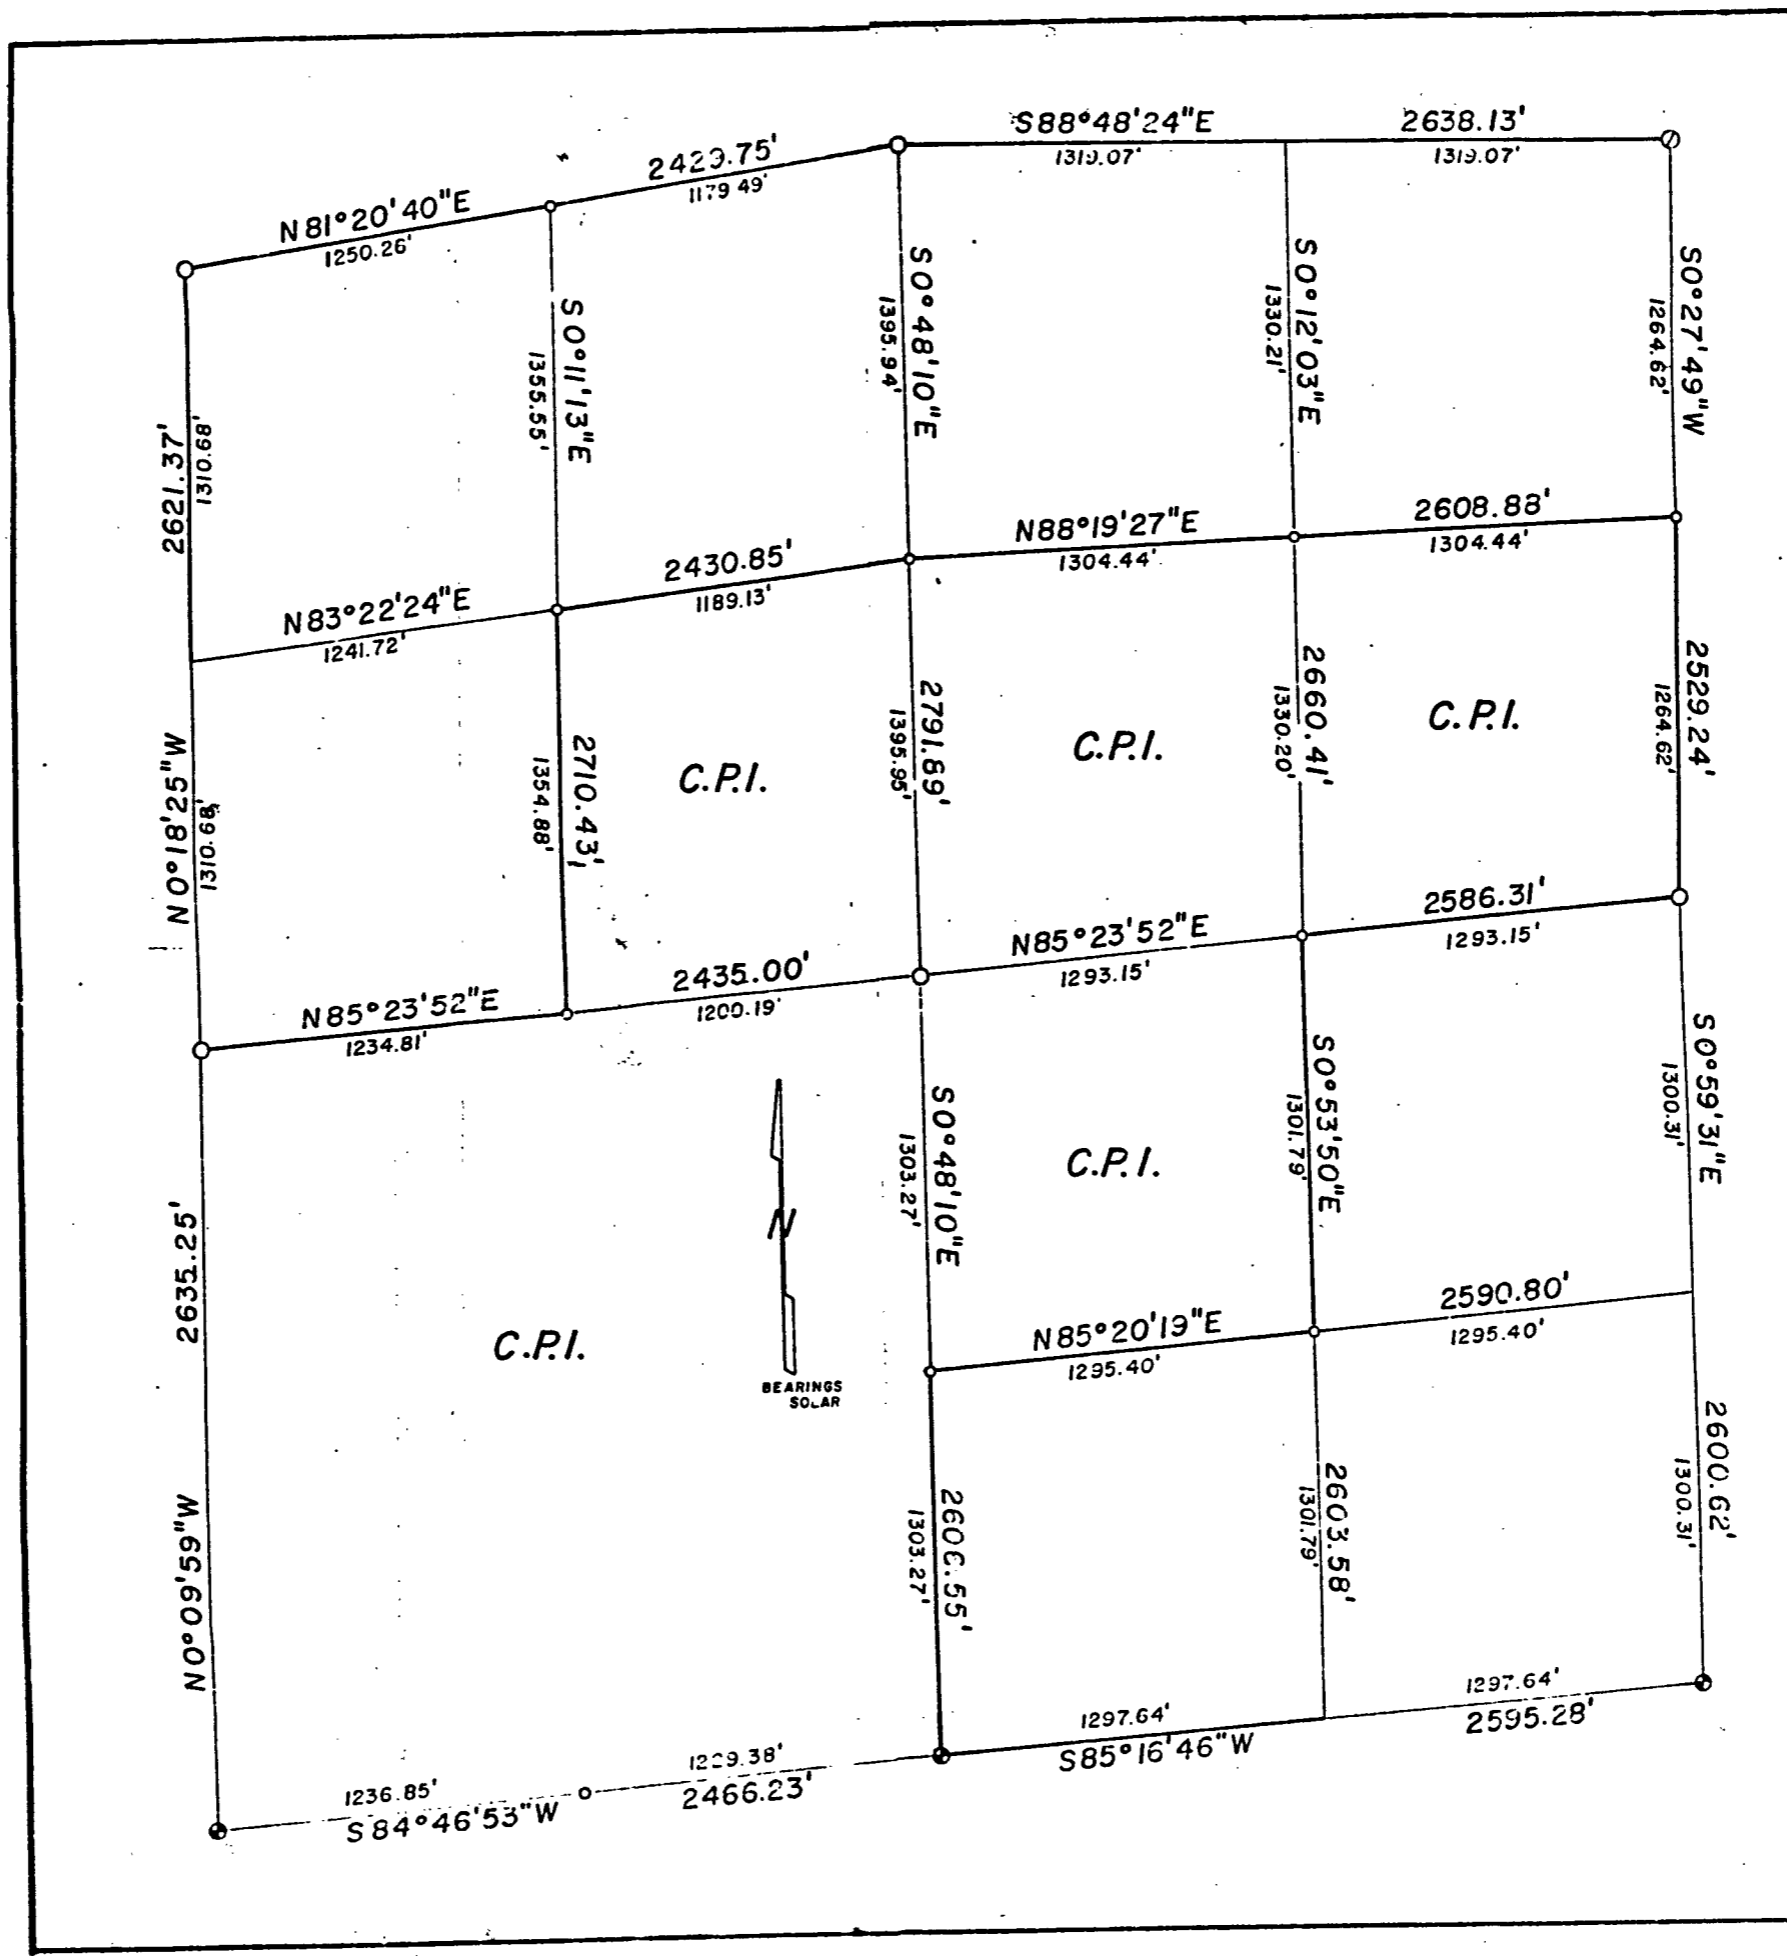 S88°48'24"E 2638.13'
1319.07' 1319.07'
N81°20'40"E 2429.75'
1250.26' 1179.49'
S0°11'13"E
1355.55'
S0°48'10"E
1395.94'
S0°12'03"E
1330.21'
S0°27'49"W
1264.62'
2621.37'
1310.68'
N88°19'27"E 2608.88'
1304.44' 1304.44'
N83°22'24"E 2430.85'
1241.72' 1189.13'
N0°18'25"W
1310.68'
2710.43'
1354.88'
C.P.I.
2791.89'
1395.95'
C.P.I.
2660.41'
1330.20'
C.P.I.
2529.24'
1264.62'
N85°23'52"E 2586.31'
1293.15' 1293.15'
N85°23'52"E 2435.00'
1234.81' 1200.19'
2635.25'
N
BEARINGS
SOLAR
C.P.I.
S0°48'10"E
1303.27'
C.P.I.
S0°53'50"E
1301.79'
S0°59'31"E
1300.31'
N85°20'19"E 2590.80'
1295.40' 1295.40'
N0°09'59"W
2606.55'
1303.27'
2603.58'
1301.79'
2600.62'
1300.31'
1297.64' 1297.64'
S85°16'46"W 2595.28'
1236.85' 1229.38'
S84°46'53"W 2466.23'